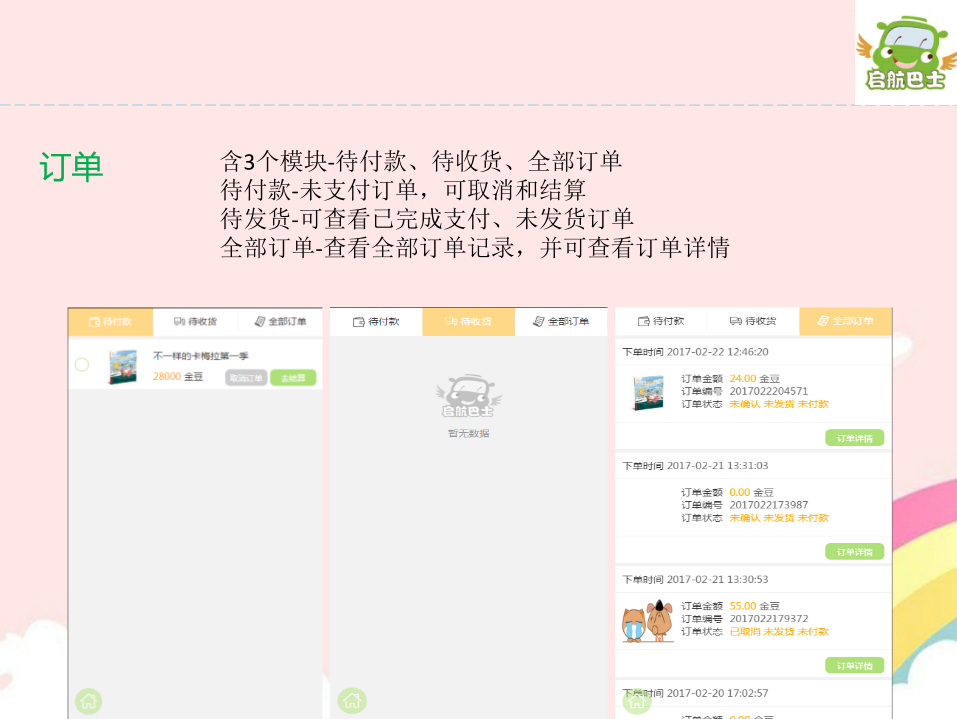 启航巴士
订单
含3个模块-待付款、待收货、全部订单
待付款-未支付订单，可取消和结算
待发货-可查看已完成支付、未发货订单
全部订单-查看全部订单记录，并可查看订单详情
待付款 待收货 全部订单
不一样的卡梅拉第一季
28000 金豆 取消订单 去结算
待付款 待收货 全部订单
启航巴士
暂无数据
待付款 待收货 全部订单
下单时间 2017-02-22 12:46:20
订单金额 24.00 金豆
订单编号 2017022204571
订单状态 未确认 未发货 未付款
订单详情
下单时间 2017-02-21 13:31:03
订单金额 0.00 金豆
订单编号 2017022173987
订单状态 未确认 未发货 未付款
订单详情
下单时间 2017-02-21 13:30:53
订单金额 55.00 金豆
订单编号 2017022179372
订单状态 已取消 未发货 未付款
订单详情
下单时间 2017-02-20 17:02:57
订单金额 0.00 金豆